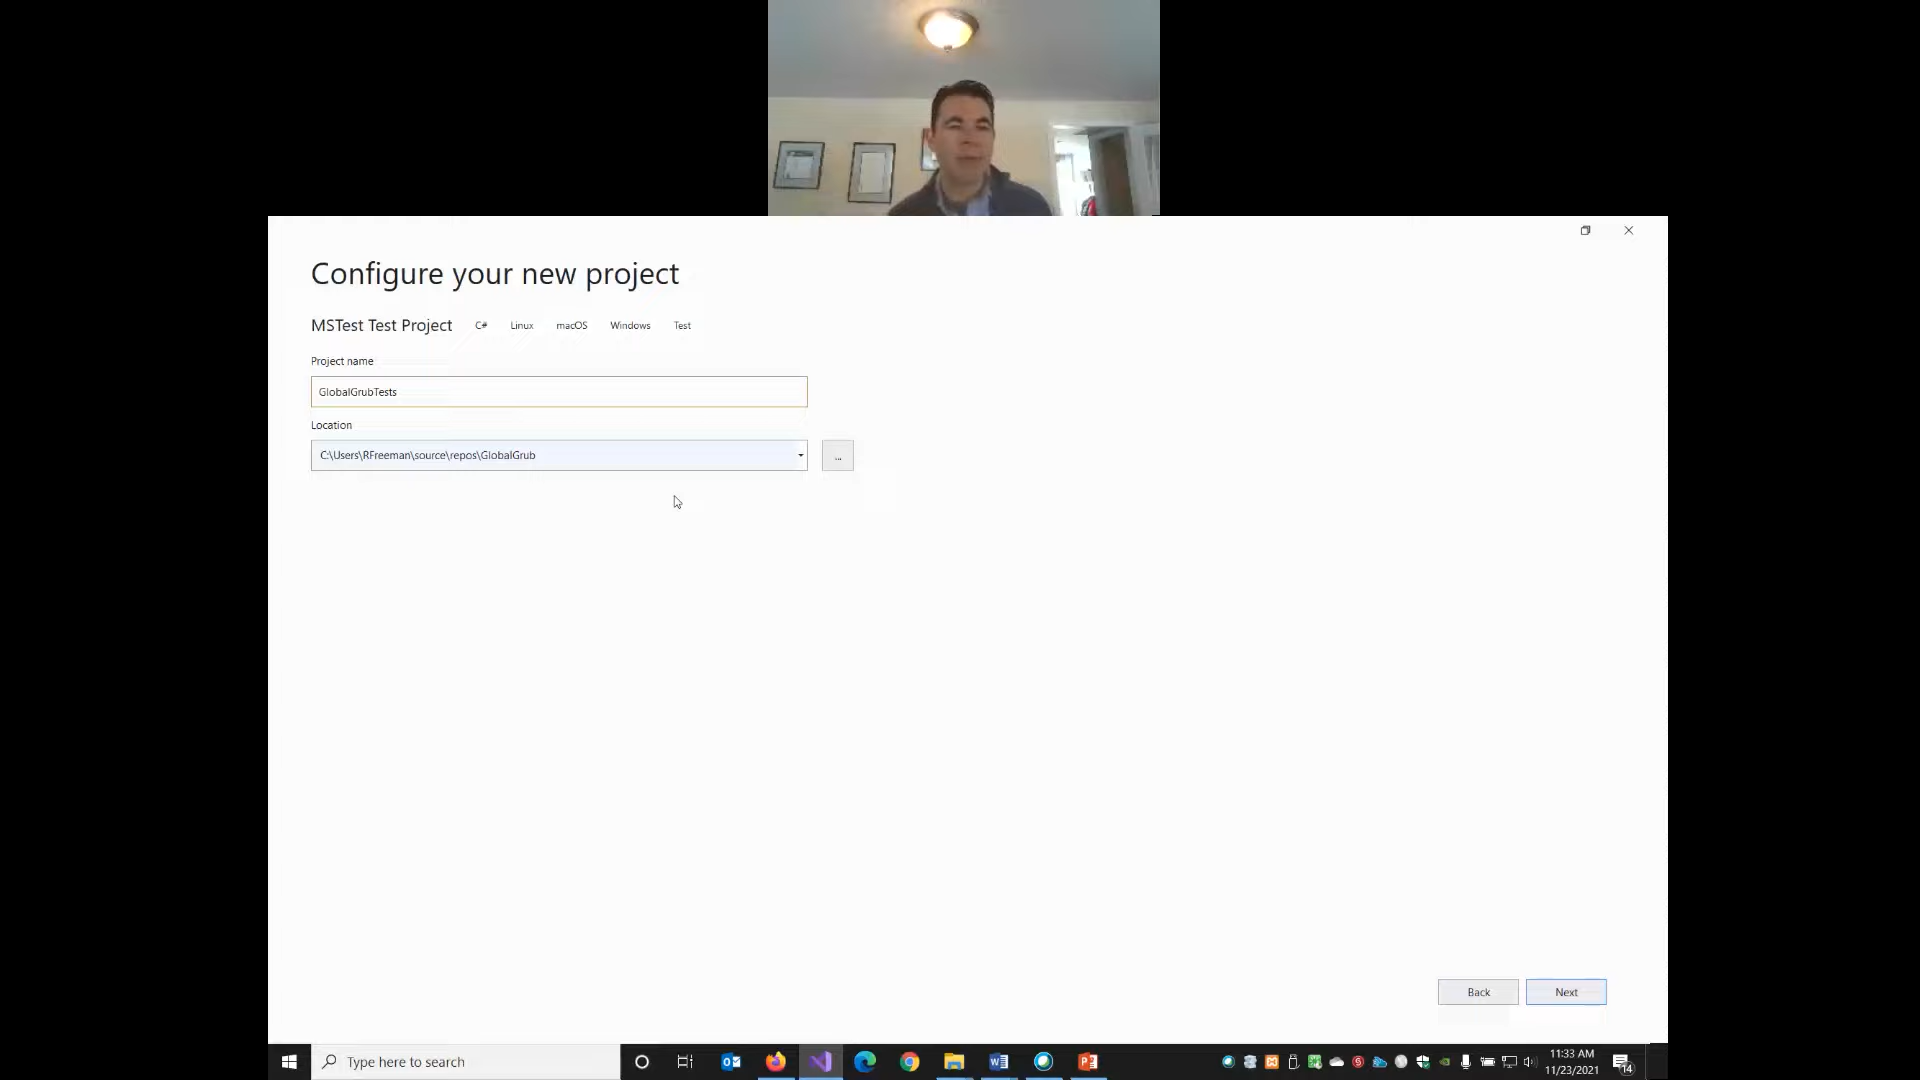 Configure your new project
MSTest Test Project C# Linux macOS Windows Test
Project name
GlobalGrubTests
Location
C:\Users\RFreeman\source\repos\GlobalGrub
...
Back Next
Type here to search
11:33 AM
11/23/2021
14